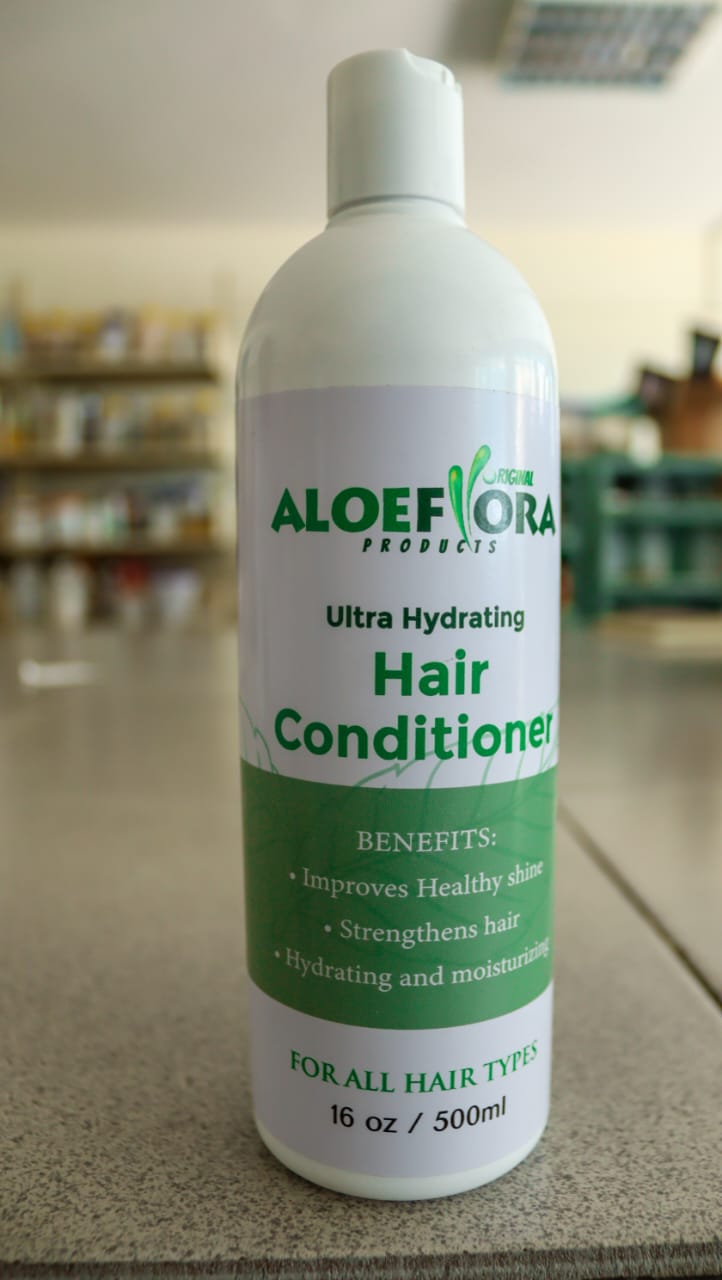 ORIGINAL
ALOEFLORA
PRODUCTS
Ultra Hydrating
Hair
Conditioner
BENEFITS:
• Improves Healthy shine
• Strengthens hair
• Hydrating and moisturizing
FOR ALL HAIR TYPES
16 oz / 500ml